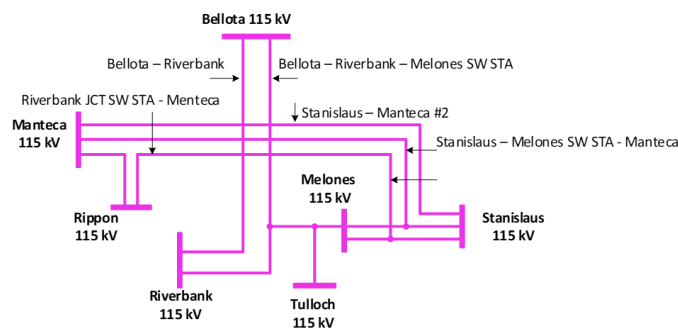 Bellota 115 kV
Bellota – Riverbank
Bellota – Riverbank – Melones SW STA
Riverbank JCT SW STA - Menteca
Stanislaus – Manteca #2
Manteca
115 kV
Stanislaus – Melones SW STA - Manteca
Melones
115 kV
Rippon
115 kV
Stanislaus
115 kV
Riverbank
115 kV
Tulloch
115 kV